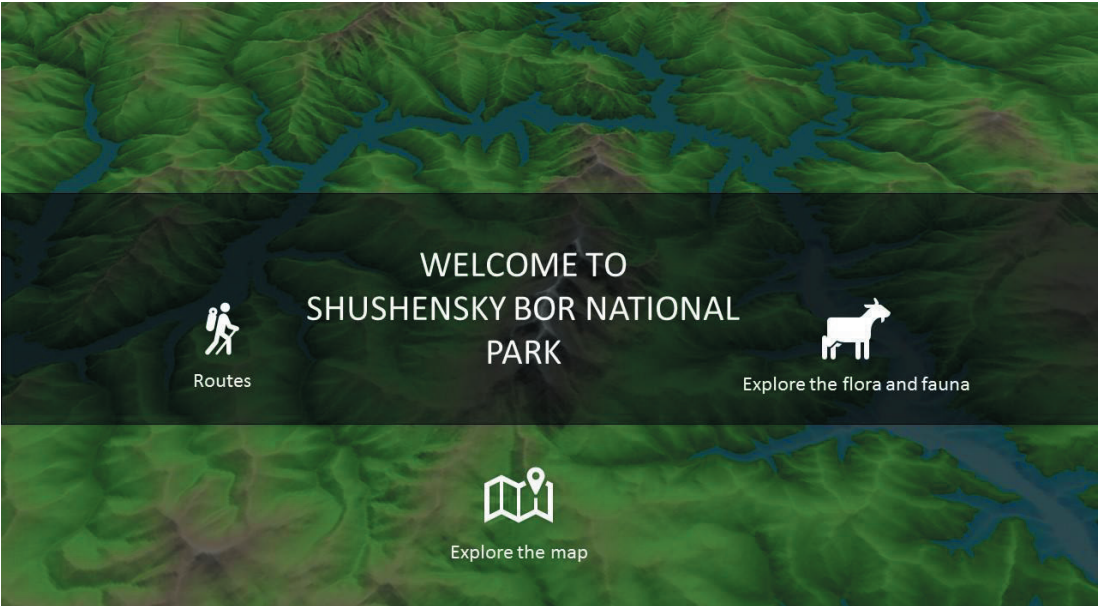 WELCOME TO
SHUSHENSKY BOR NATIONAL
PARK
Routes
Explore the flora and fauna
Explore the map